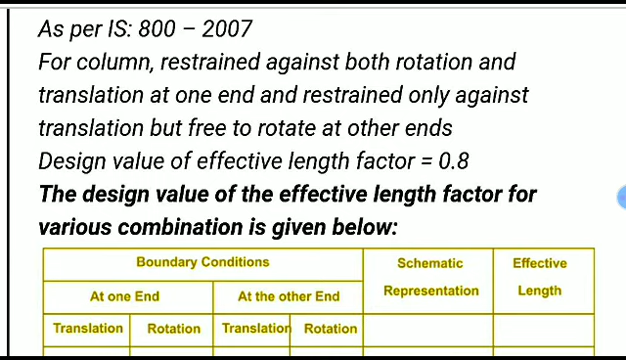 As per IS: 800 – 2007
For column, restrained against both rotation and
translation at one end and restrained only against
translation but free to rotate at other ends
Design value of effective length factor = 0.8
The design value of the effective length factor for
various combination is given below:
Boundary Conditions
Schematic
Representation
Effective
Length
At one End
At the other End
Translation
Rotation
Translation
Rotation